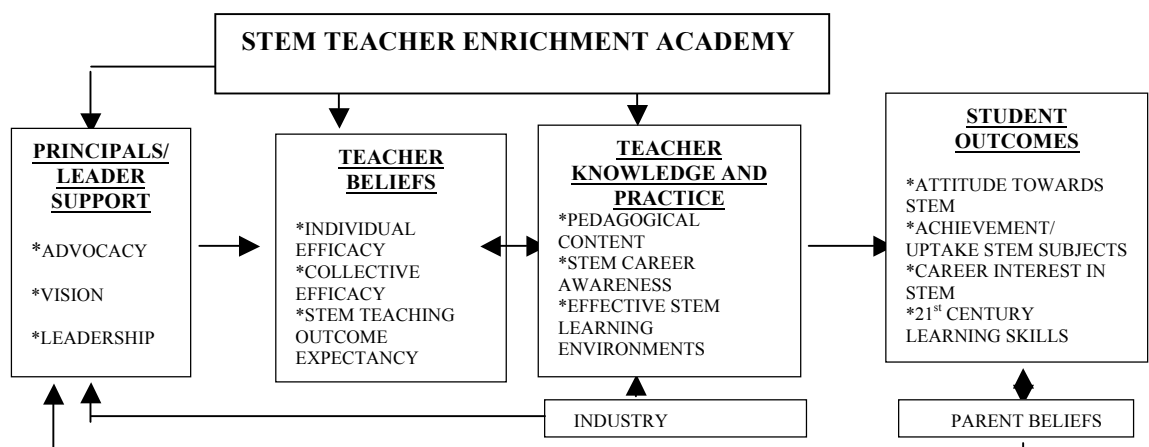 STEM TEACHER ENRICHMENT ACADEMY
PRINCIPALS/
LEADER
SUPPORT
*ADVOCACY
*VISION
*LEADERSHIP
TEACHER
BELIEFS
*INDIVIDUAL
EFFICACY
*COLLECTIVE
EFFICACY
*STEM TEACHING
OUTCOME
EXPECTANCY
TEACHER
KNOWLEDGE AND
PRACTICE
*PEDAGOGICAL
CONTENT
*STEM CAREER
AWARENESS
*EFFECTIVE STEM
LEARNING
ENVIRONMENTS
STUDENT
OUTCOMES
*ATTITUDE TOWARDS
STEM
*ACHIEVEMENT/
UPTAKE STEM SUBJECTS
*CAREER INTEREST IN
STEM
*21st CENTURY
LEARNING SKILLS
INDUSTRY
PARENT BELIEFS